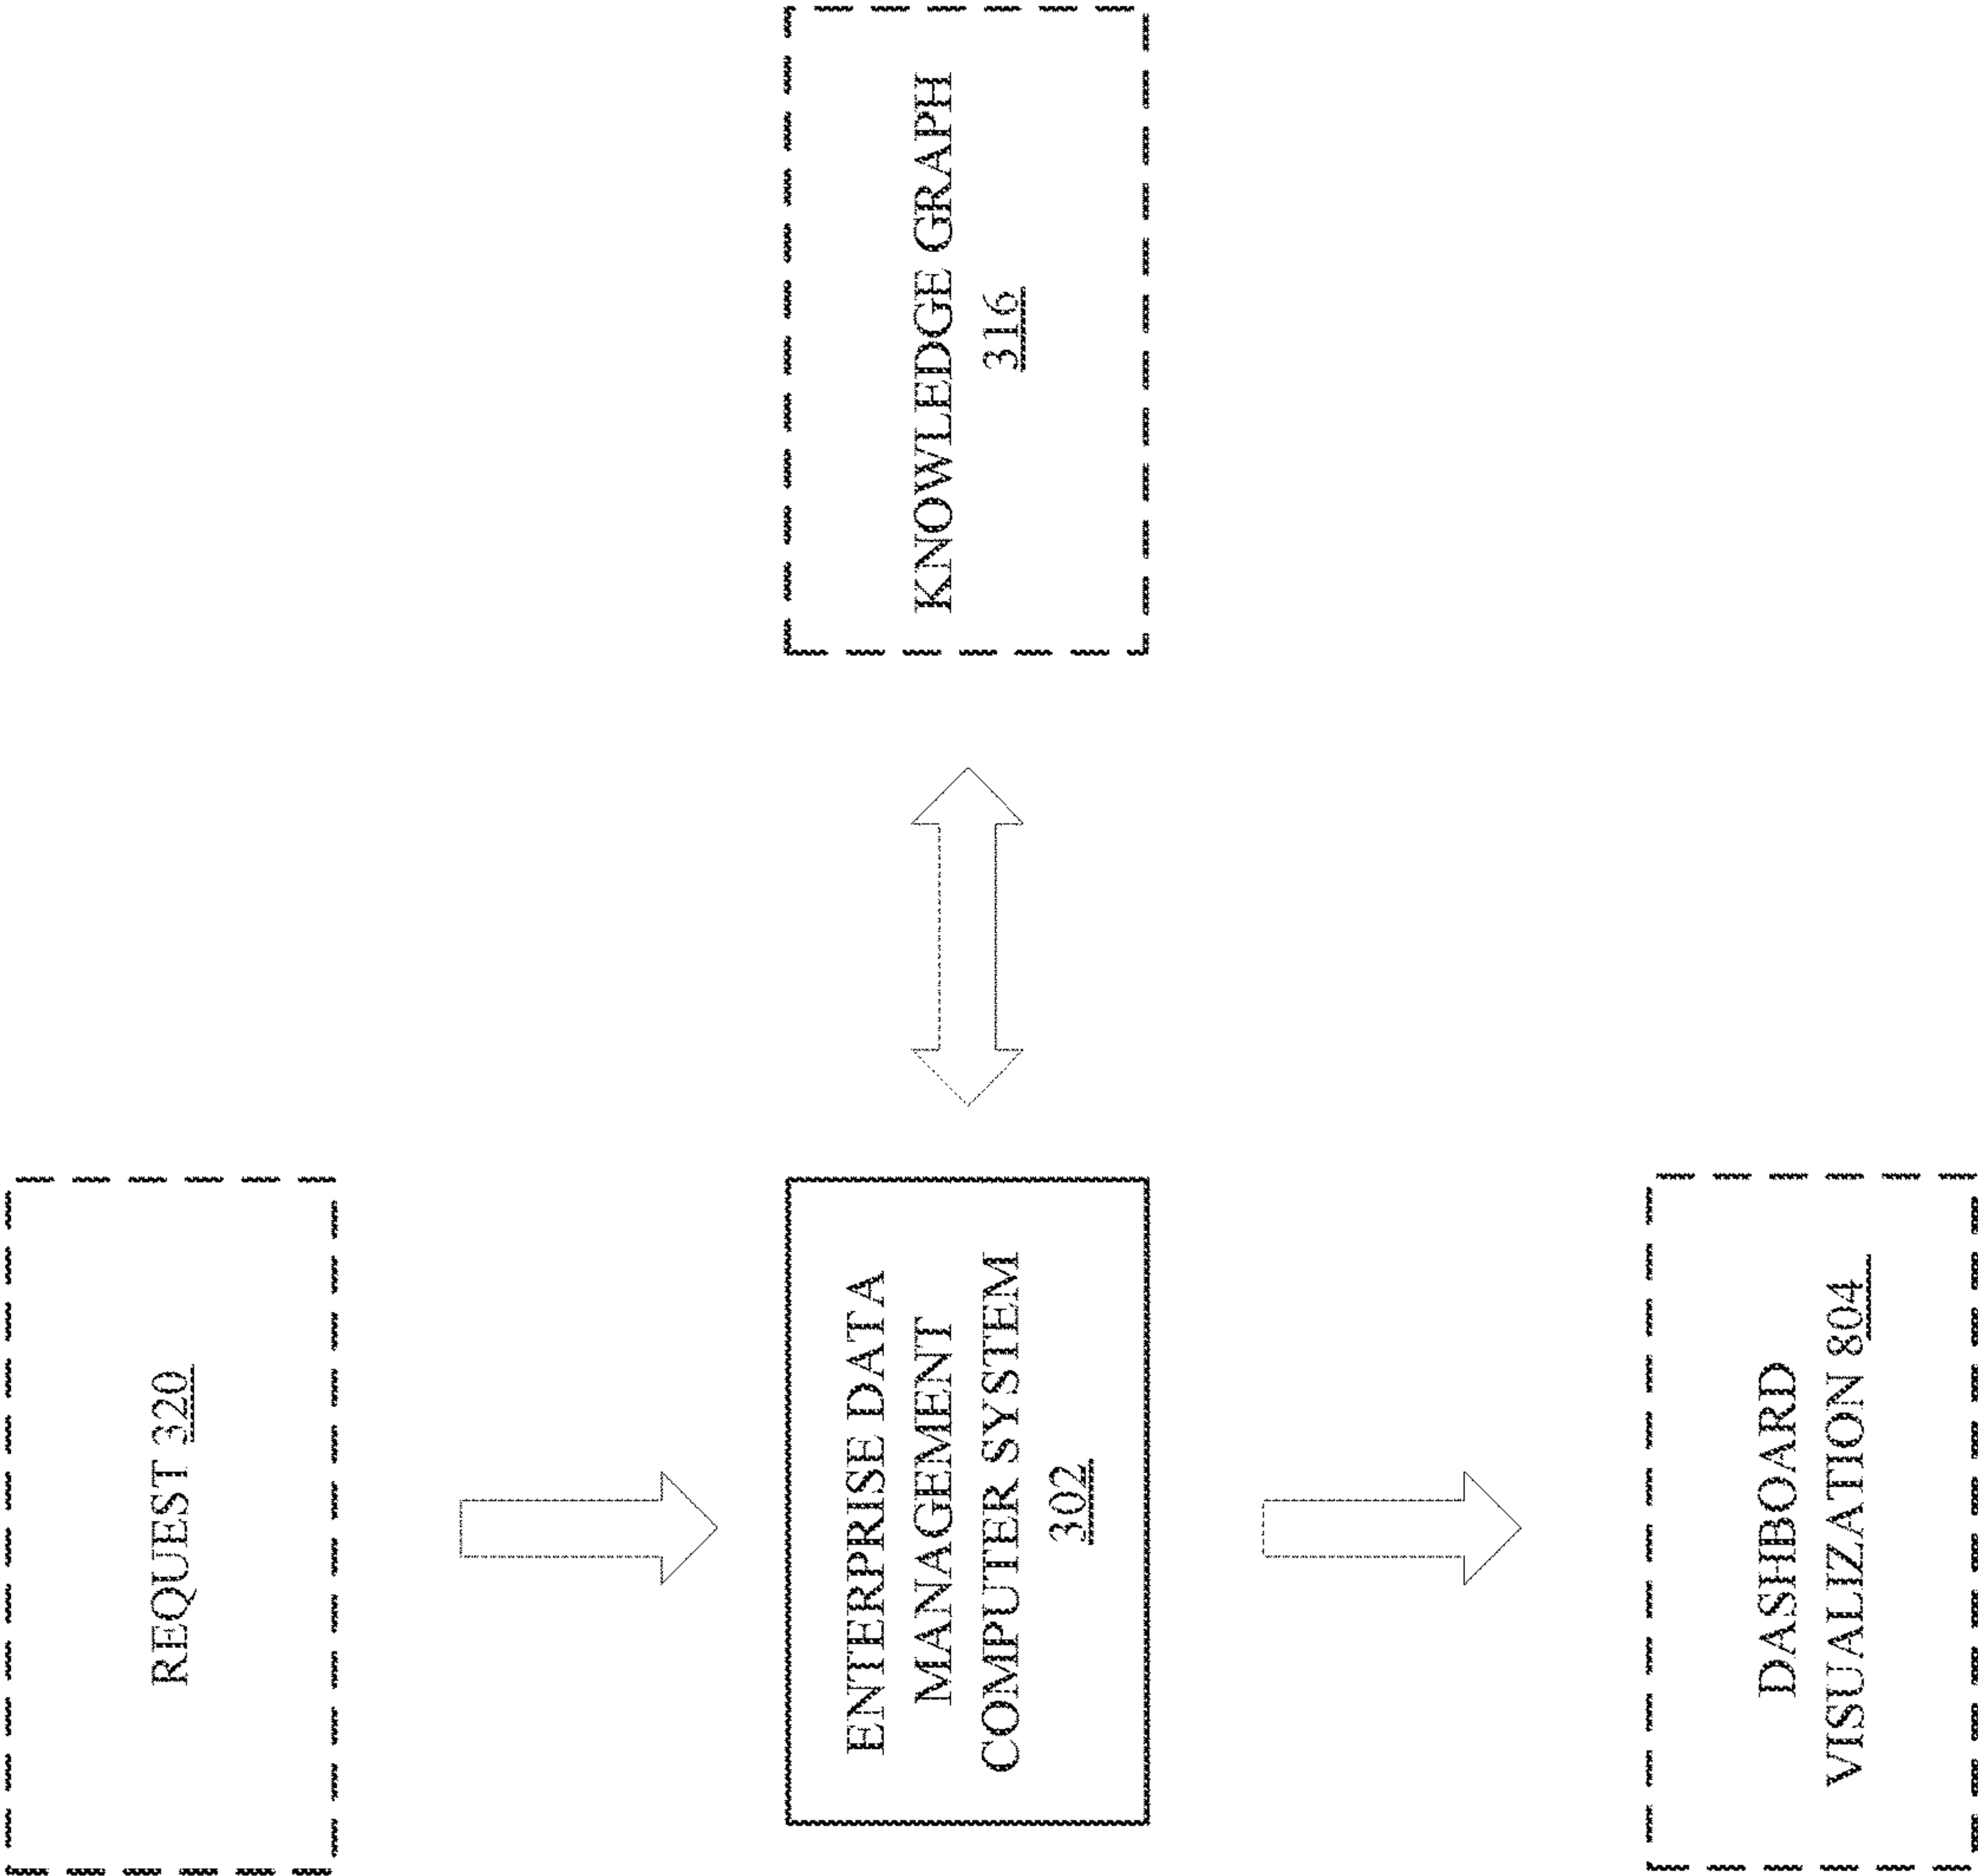 REQUEST 320
ENTERPRISE DATA
MANAGEMENT
COMPUTER SYSTEM
302
KNOWLEDGE GRAPH
316
DASHBOARD
VISUALIZATION 804